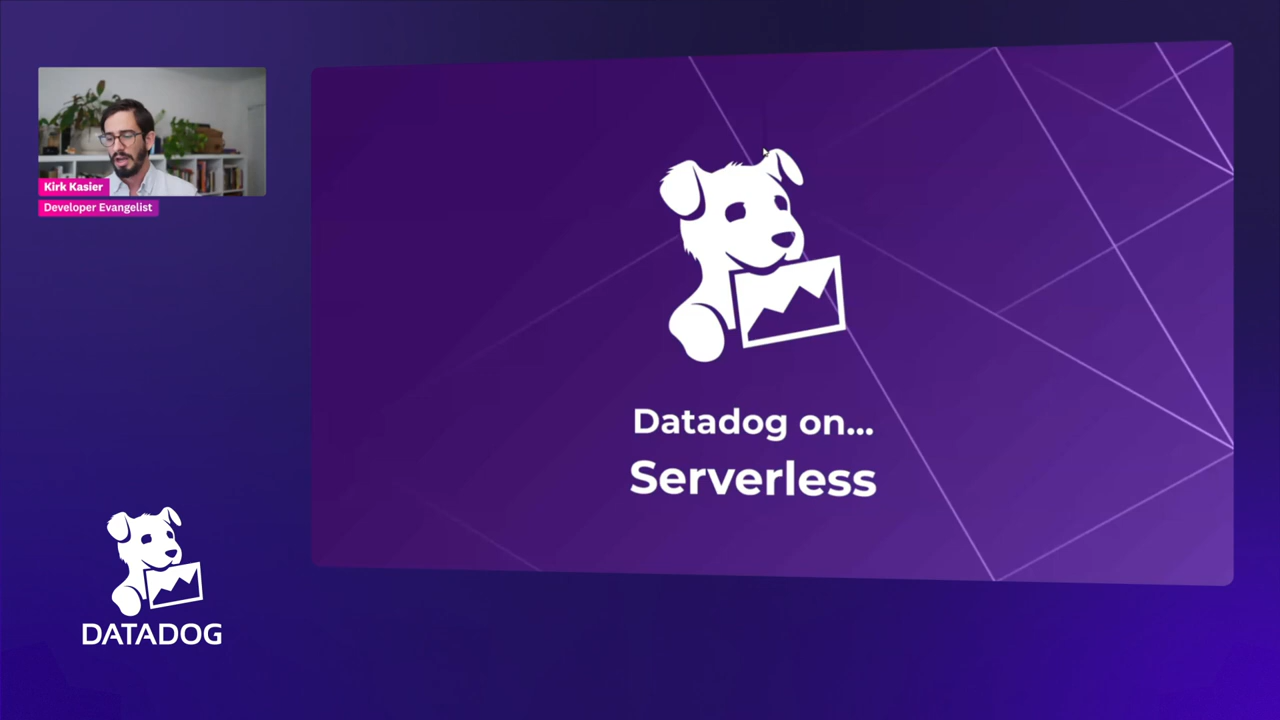 Kirk Kasier
Developer Evangelist
Datadog on...
Serverless
DATADOG